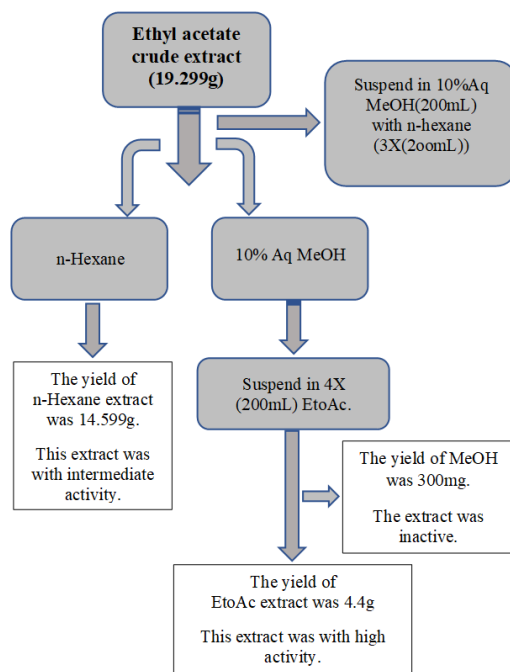 Ethyl acetate
crude extract
(19.299g)
Suspend in 10%Aq
MeOH(200mL)
with n-hexane
(3X(2oomL))
n-Hexane
10% Aq MeOH
The yield of
n-Hexane extract
was 14.599g.
This extract was
with intermediate
activity.
Suspend in 4X
(200mL) EtoAc.
The yield of MeOH
was 300mg.
The extract was
inactive.
The yield of
EtoAc extract was 4.4g
This extract was with high
activity.